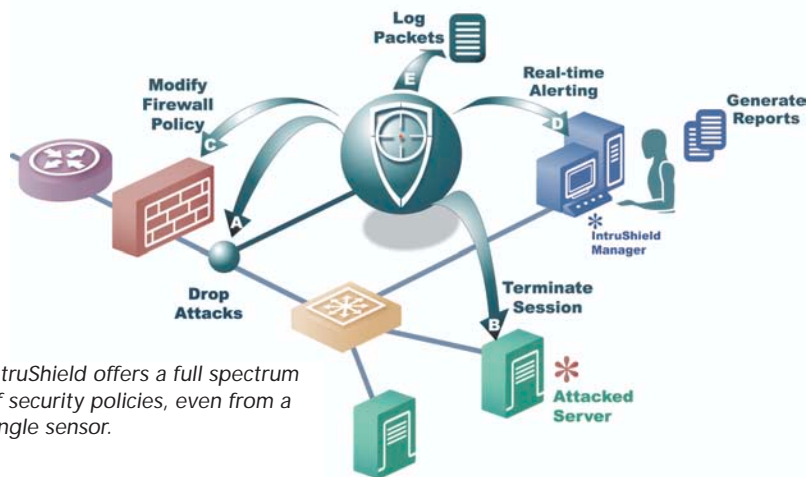 Log
Packets
E
Modify
Firewall
Policy
Real-time
Alerting
Generate
Reports
C
D
A
IntruShield
Manager
Drop
Attacks
Terminate
Session
B
truShield offers a full spectrum
f security policies, even from a
ngle sensor.
Attacked
Server